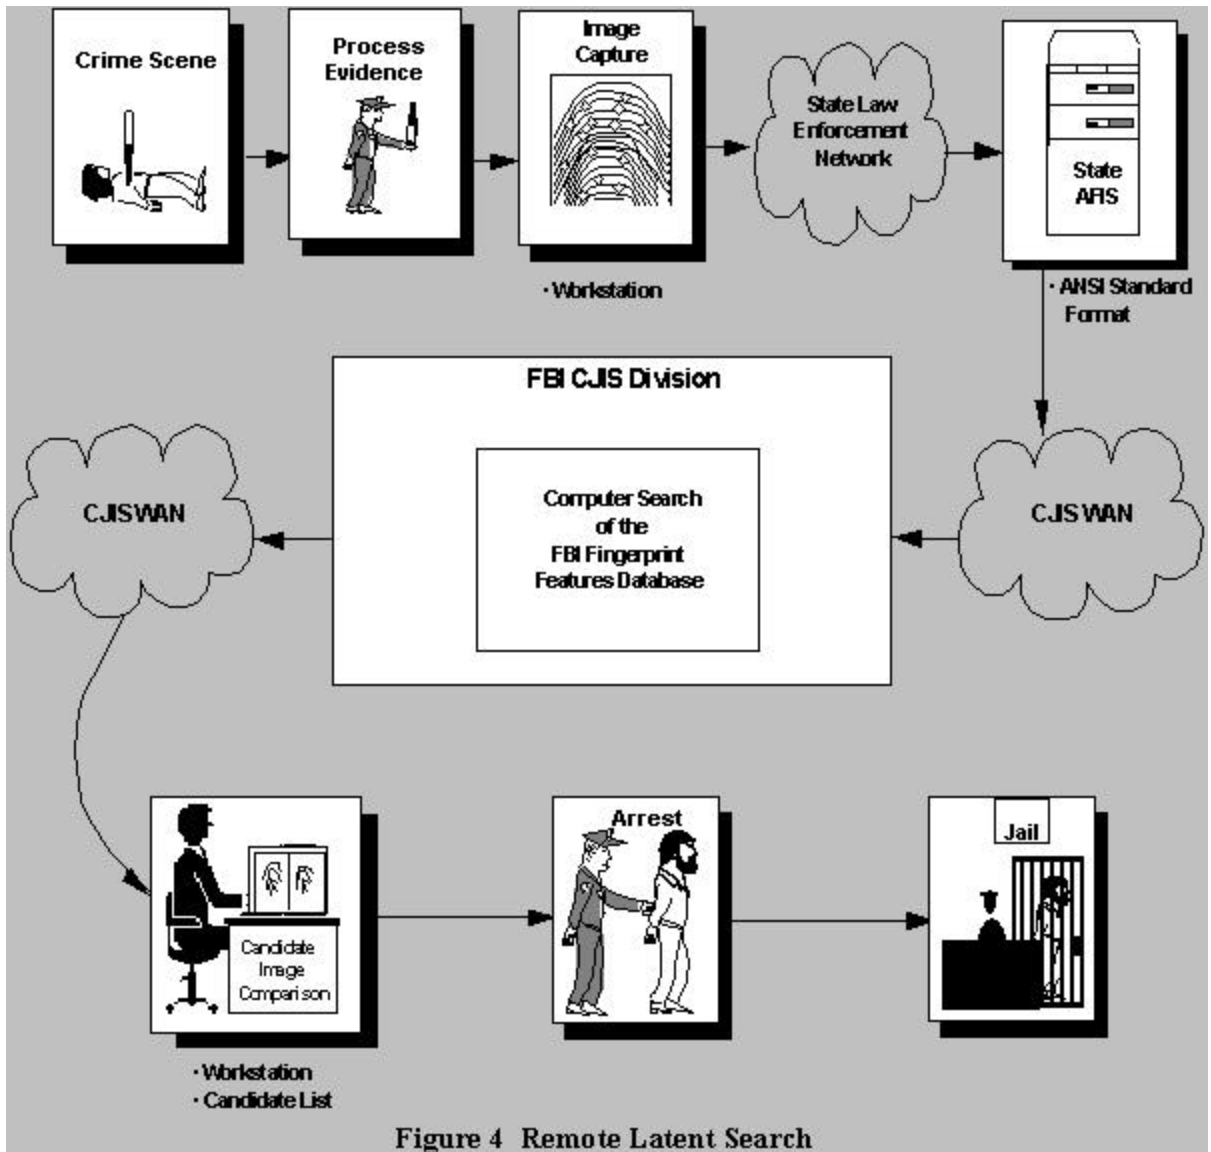 Crime Scene
Process
Evidence
Image
Capture
State Law
Enforcement
Network
State
AFIS
· Workstation
· ANSI Standard
Format
FBI CJIS Division
Computer Search
of the
FBI Fingerprint
Features Database
CJIS WAN
CJIS WAN
Candidate
Image
Comparison
Arrest
Jail
· Workstation
· Candidate List
Figure 4 Remote Latent Search